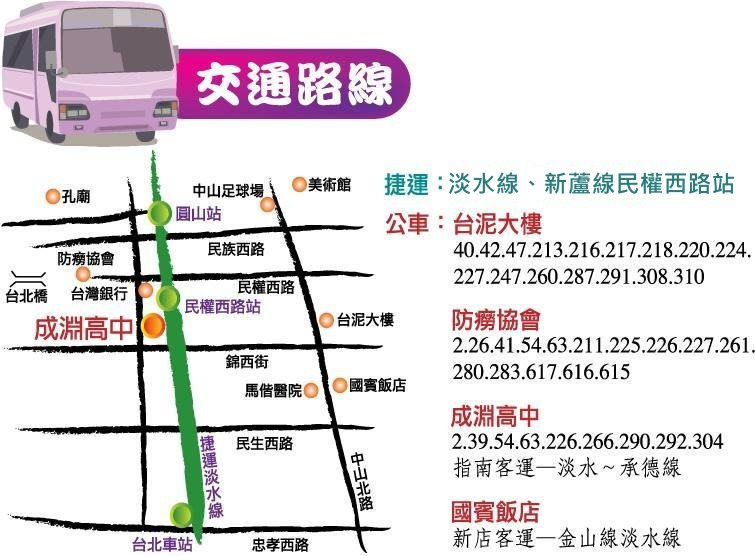 交通路線
孔廟
中山足球場
美術館
圓山站
民族西路
防癆協會
台北橋
台灣銀行
民權西路
民權西路站
成淵高中
台泥大樓
錦西街
馬偕醫院
國賓飯店
民生西路
捷運淡水線
中山北路
台北車站
忠孝西路
捷運：淡水線、新蘆線民權西路站
公車：台泥大樓
40.42.47.213.216.217.218.220.224.
227.247.260.287.291.308.310
防癆協會
2.26.41.54.63.211.225.226.227.261.
280.283.617.616.615
成淵高中
2.39.54.63.226.266.290.292.304
指南客運—淡水～承德線
國賓飯店
新店客運—金山線淡水線